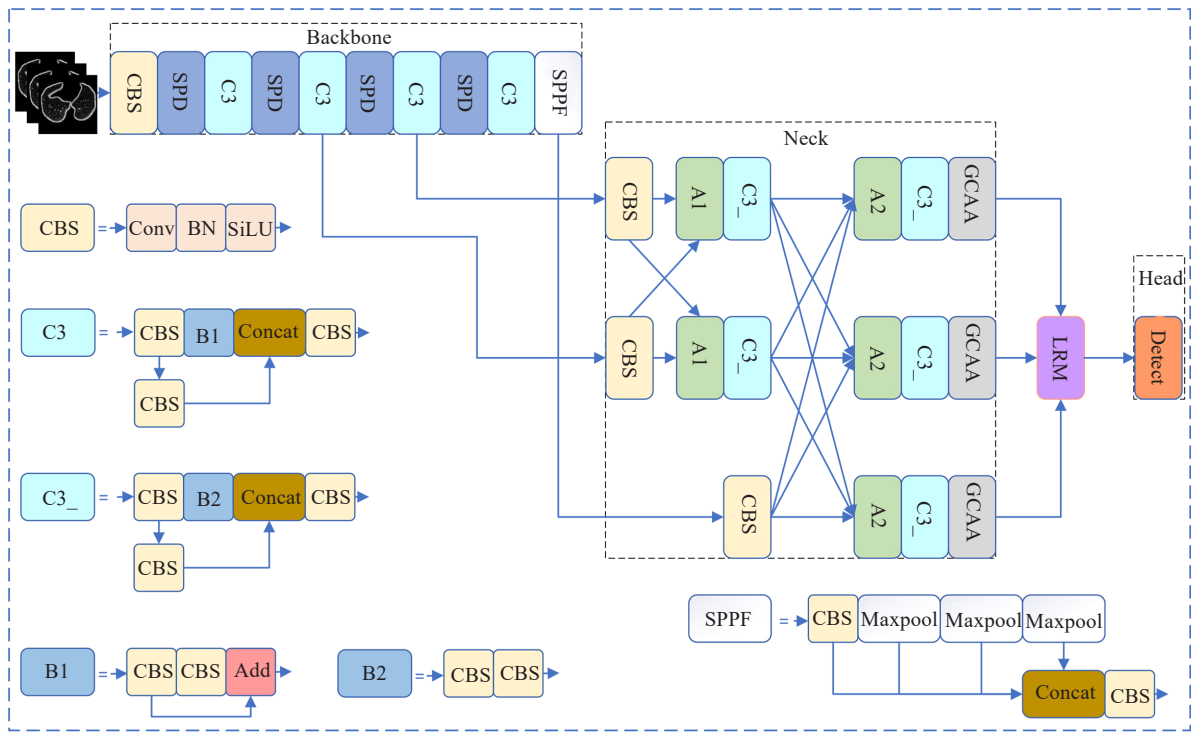 Backbone
CBS SPD C3 SPD C3 SPD C3 SPD C3 SPPF
Neck
CBS A1 C3_ A2 C3_ GCAA
CBS = Conv BN SiLU
Head
C3 = CBS B1 Concat CBS
CBS
CBS A1 C3_ A2 C3_ GCAA LRM Detect
C3_ = CBS B2 Concat CBS
CBS
CBS A2 C3_ GCAA
SPPF = CBS Maxpool Maxpool Maxpool
B1 = CBS CBS Add
B2 = CBS CBS
Concat CBS